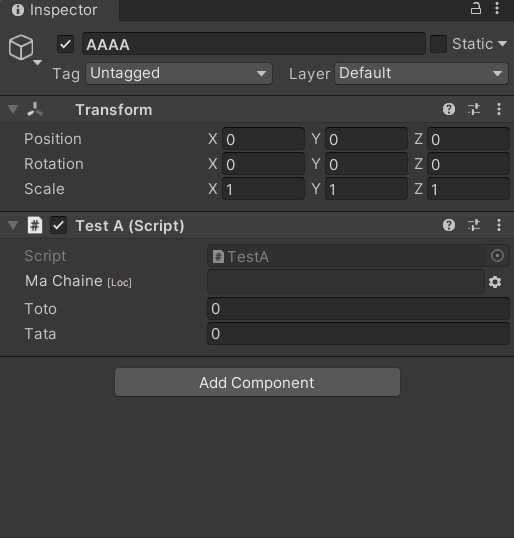 Inspector
AAAA Static
Tag Untagged Layer Default
Transform
Position X 0 Y 0 Z 0
Rotation X 0 Y 0 Z 0
Scale X 1 Y 1 Z 1
# Test A (Script)
Script # TestA
Ma Chaine [Loc]
Toto 0
Tata 0
Add Component